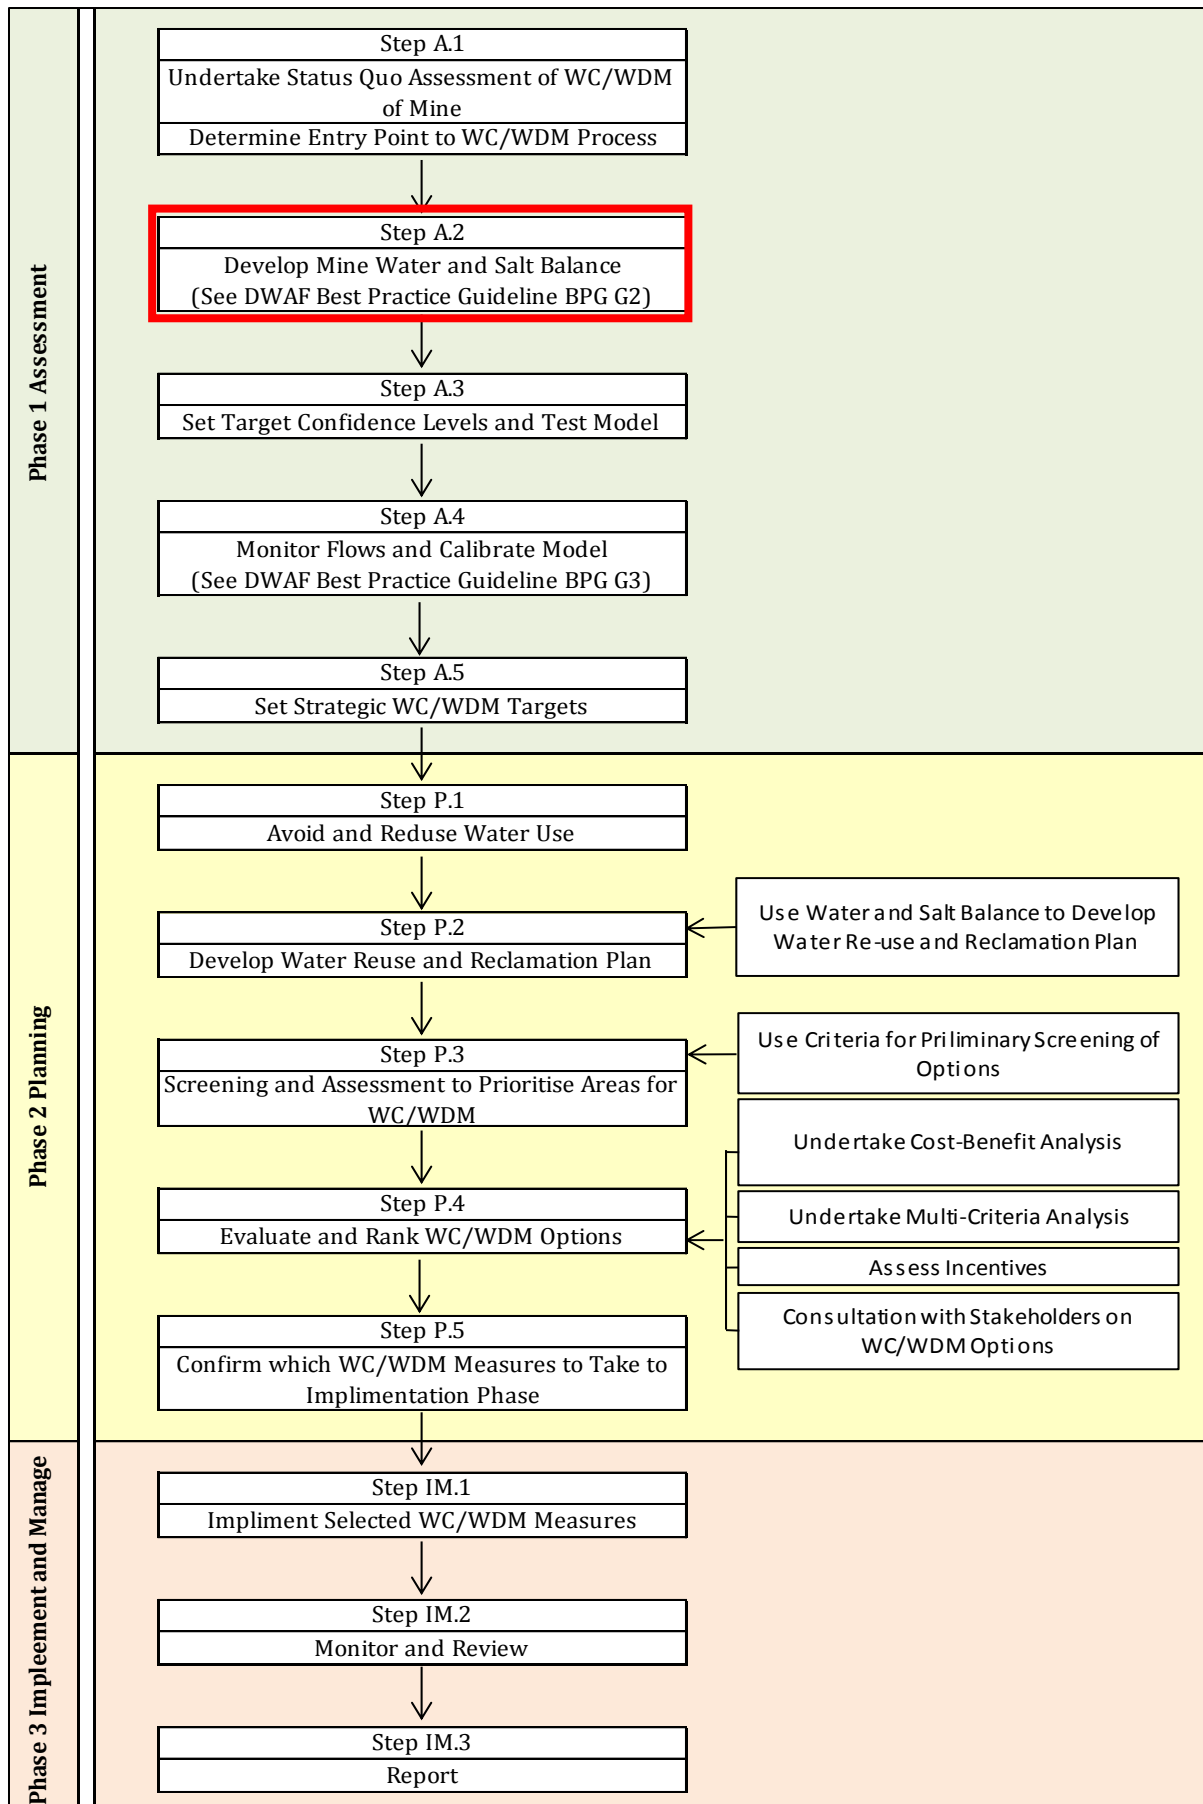 Phase 1 Assessment
Step A.1
Undertake Status Quo Assessment of WC/WDM
of Mine
Determine Entry Point to WC/WDM Process
Step A.2
Develop Mine Water and Salt Balance
(See DWAF Best Practice Guideline BPG G2)
Step A.3
Set Target Confidence Levels and Test Model
Step A.4
Monitor Flows and Calibrate Model
(See DWAF Best Practice Guideline BPG G3)
Step A.5
Set Strategic WC/WDM Targets
Phase 2 Planning
Step P.1
Avoid and Reduse Water Use
Step P.2
Develop Water Reuse and Reclamation Plan
Use Water and Salt Balance to Develop
Water Re-use and Reclamation Plan
Step P.3
Screening and Assessment to Prioritise Areas for
WC/WDM
Use Criteria for Priliminary Screening of
Options
Step P.4
Evaluate and Rank WC/WDM Options
Undertake Cost-Benefit Analysis
Undertake Multi-Criteria Analysis
Assess Incentives
Consultation with Stakeholders on
WC/WDM Options
Step P.5
Confirm which WC/WDM Measures to Take to
Implimentation Phase
Phase 3 Impleement and Manage
Step IM.1
Impliment Selected WC/WDM Measures
Step IM.2
Monitor and Review
Step IM.3
Report